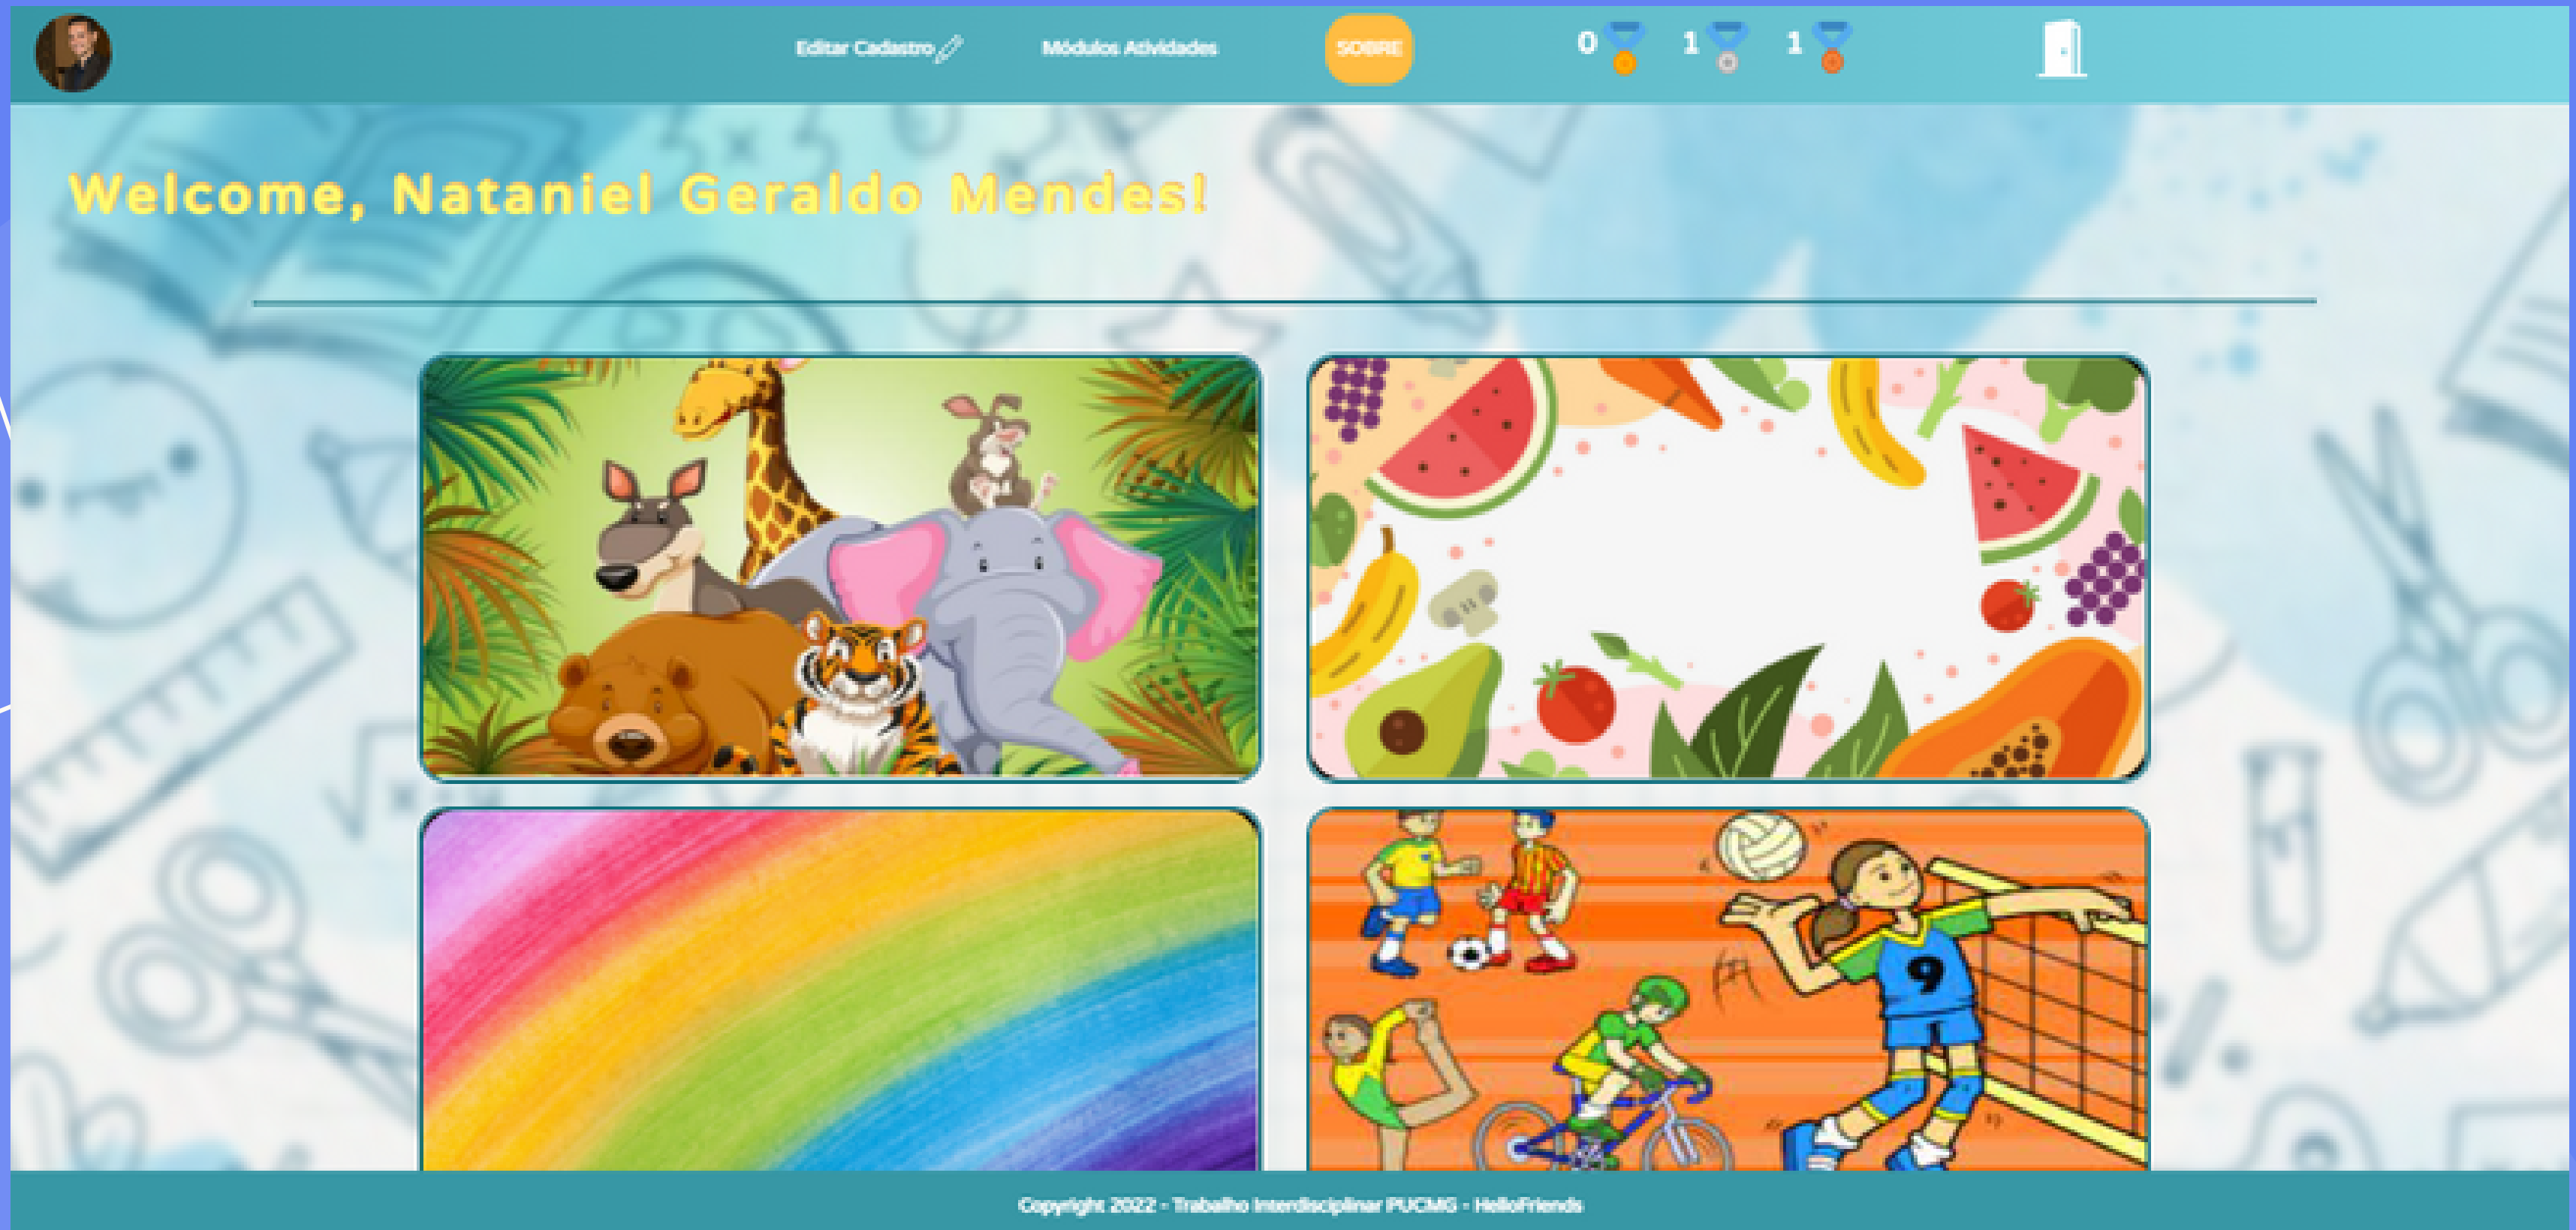 Editar Cadastro
Módulos Atividades
SOBRE
0 1 1
Welcome, Nataniel Geraldo Mendes!
9
Copyright 2022 - Trabalho Interdisciplinar PUCMG - HelloFriends